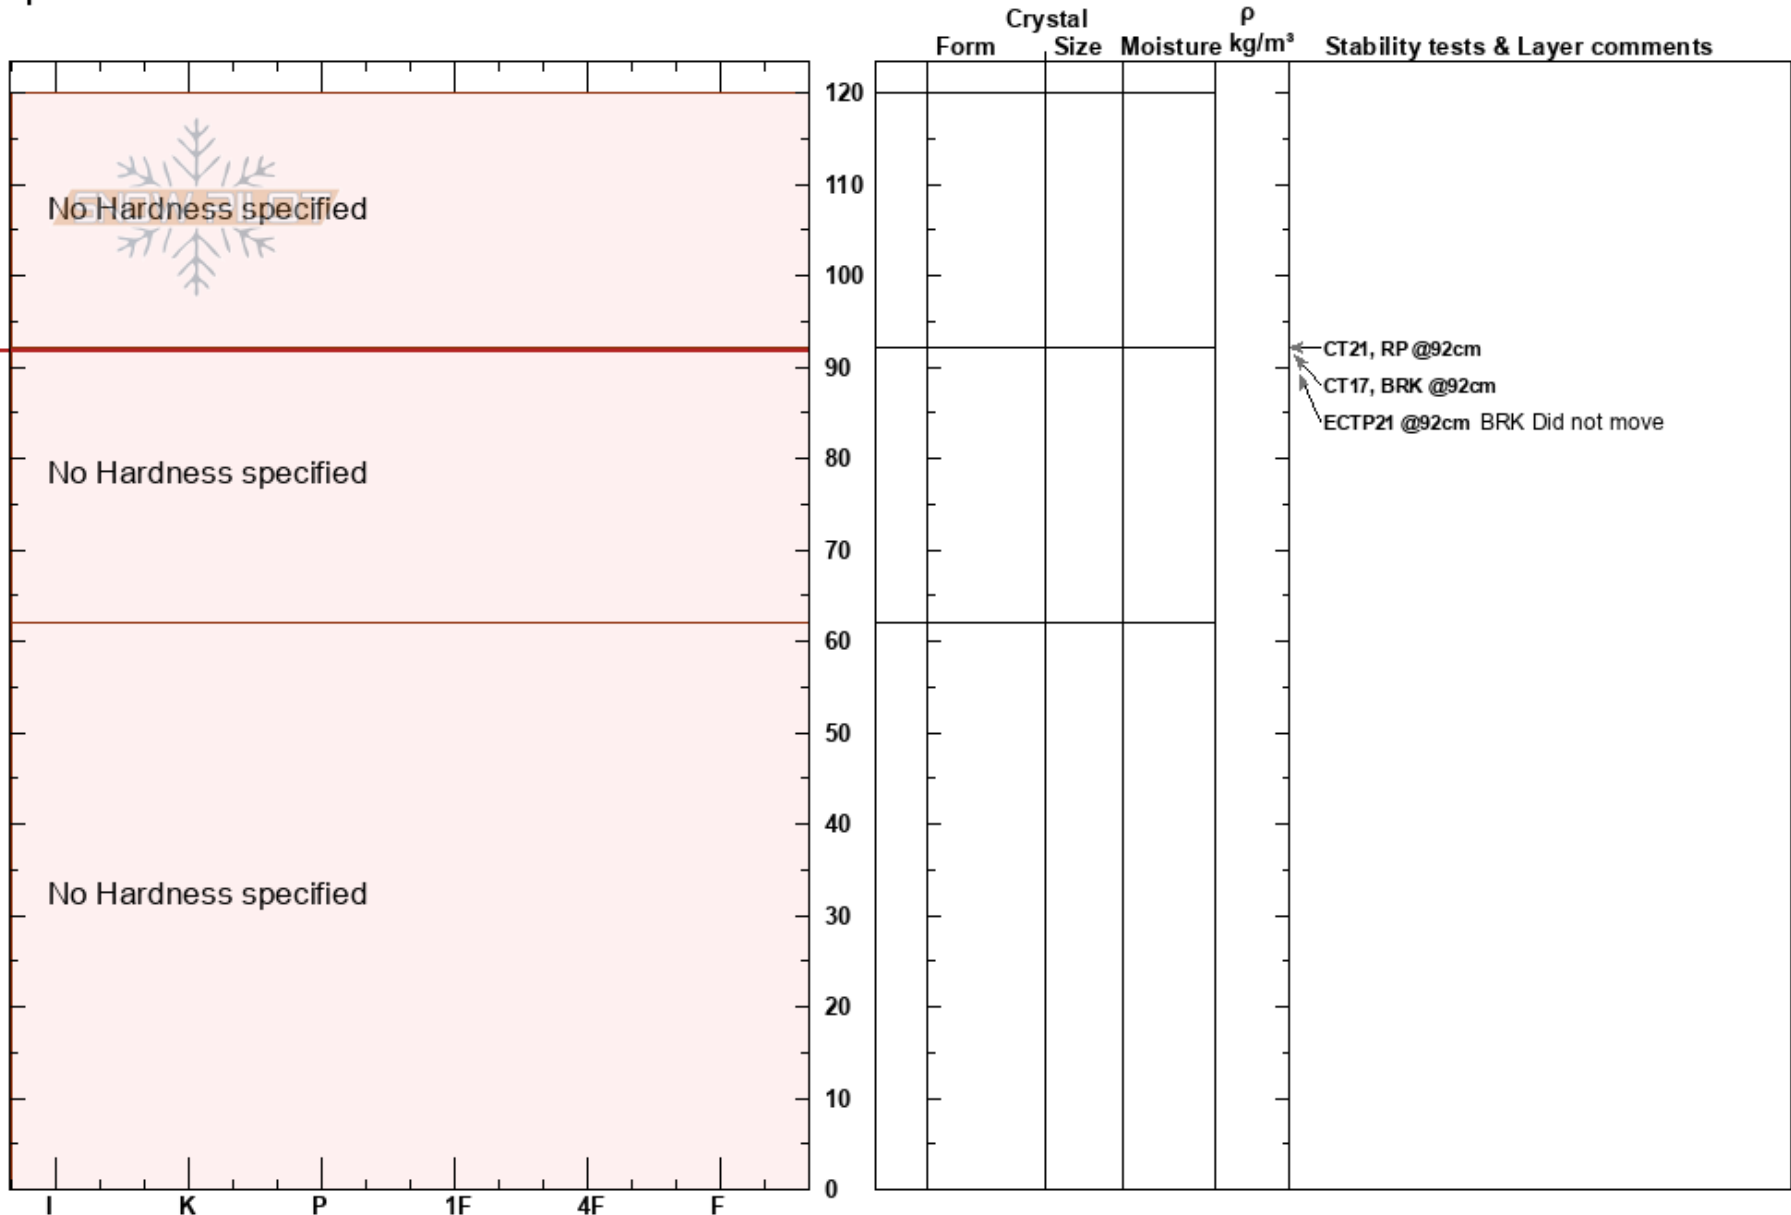 Crystal
ρ
Form Size Moisture kg/m³ Stability tests & Layer comments
120
SNOW PILOT
No Hardness specified
110
100
CT21, RP @92cm
90
CT17, BRK @92cm
ECTP21 @92cm BRK Did not move
No Hardness specified
80
70
60
50
40
No Hardness specified
30
20
10
0
I K P 1F 4F F